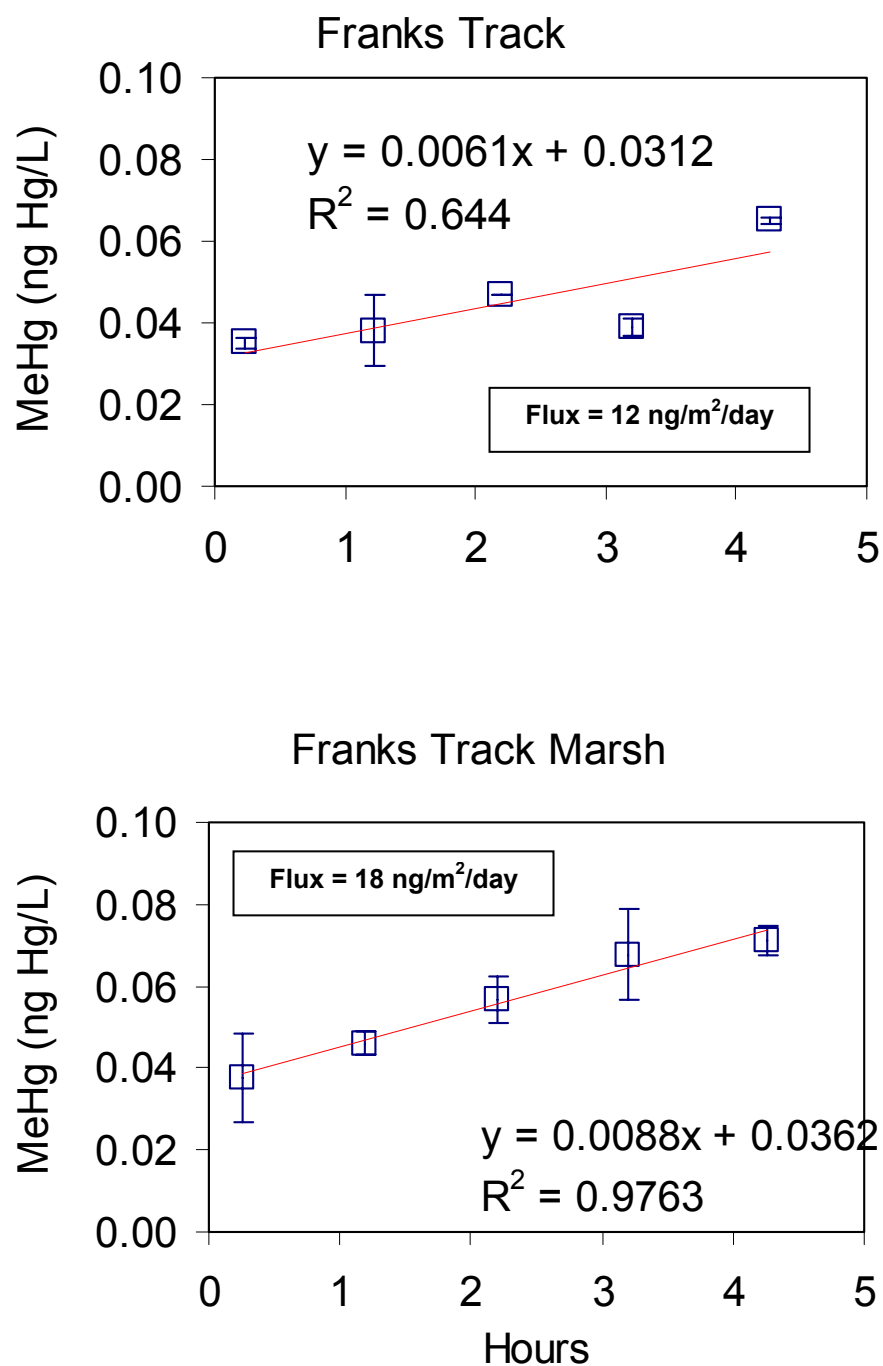 Franks Track
MeHg (ng Hg/L)
0.10
0.08
0.06
0.04
0.02
0.00
y = 0.0061x + 0.0312
R² = 0.644
Flux = 12 ng/m²/day
0 1 2 3 4 5
Franks Track Marsh
MeHg (ng Hg/L)
0.10
0.08
0.06
0.04
0.02
0.00
Flux = 18 ng/m²/day
y = 0.0088x + 0.0362
R² = 0.9763
0 1 2 3 4 5
Hours